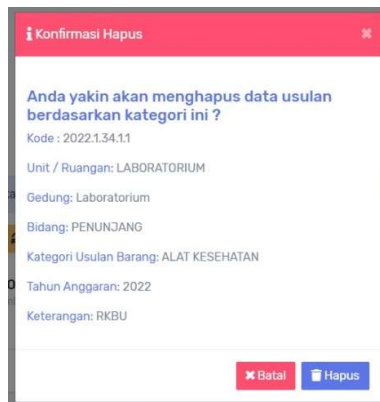 Konfirmasi Hapus
Anda yakin akan menghapus data usulan
berdasarkan kategori ini ?
Kode : 2022.1.34.1.1
Unit / Ruangan: LABORATORIUM
Gedung: Laboratorium
Bidang: PENUNJANG
Kategori Usulan Barang: ALAT KESEHATAN
Tahun Anggaran: 2022
Keterangan: RKBU
Batal Hapus